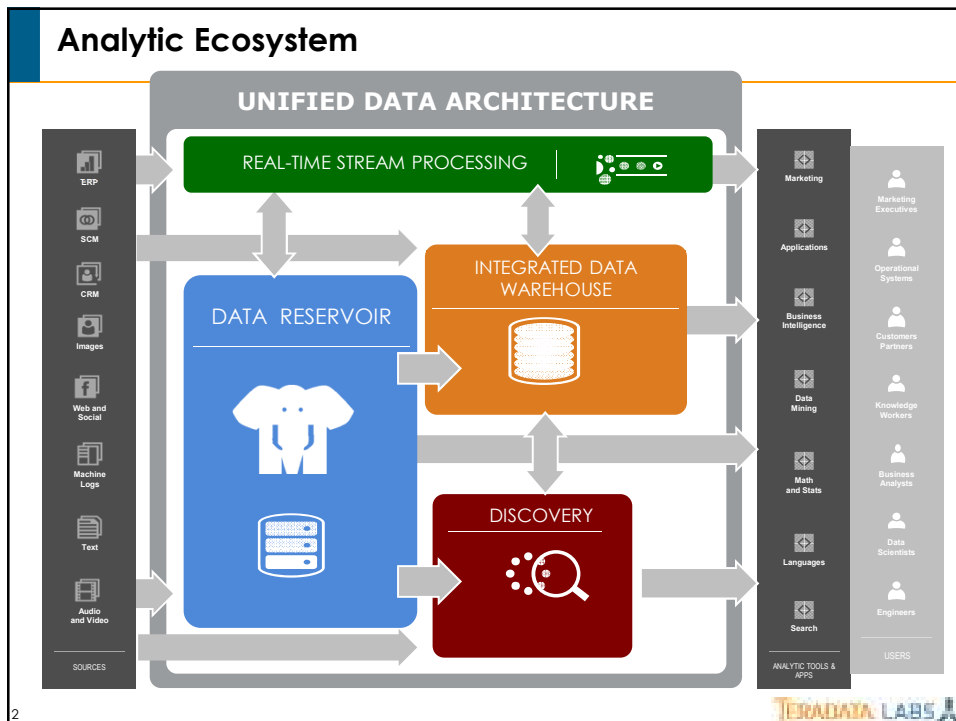 Analytic Ecosystem
UNIFIED DATA ARCHITECTURE
REAL-TIME STREAM PROCESSING
ERP
SCM
CRM
Images
Web and
Social
Machine
Logs
Text
Audio
and Video
SOURCES
DATA RESERVOIR
INTEGRATED DATA
WAREHOUSE
DISCOVERY
Marketing
Applications
Business
Intelligence
Data
Mining
Math
and Stats
Languages
Search
ANALYTIC TOOLS &
APPS
Marketing
Executives
Operational
Systems
Customers
Partners
Knowledge
Workers
Business
Analysts
Data
Scientists
Engineers
USERS
2
TERADATA LABS